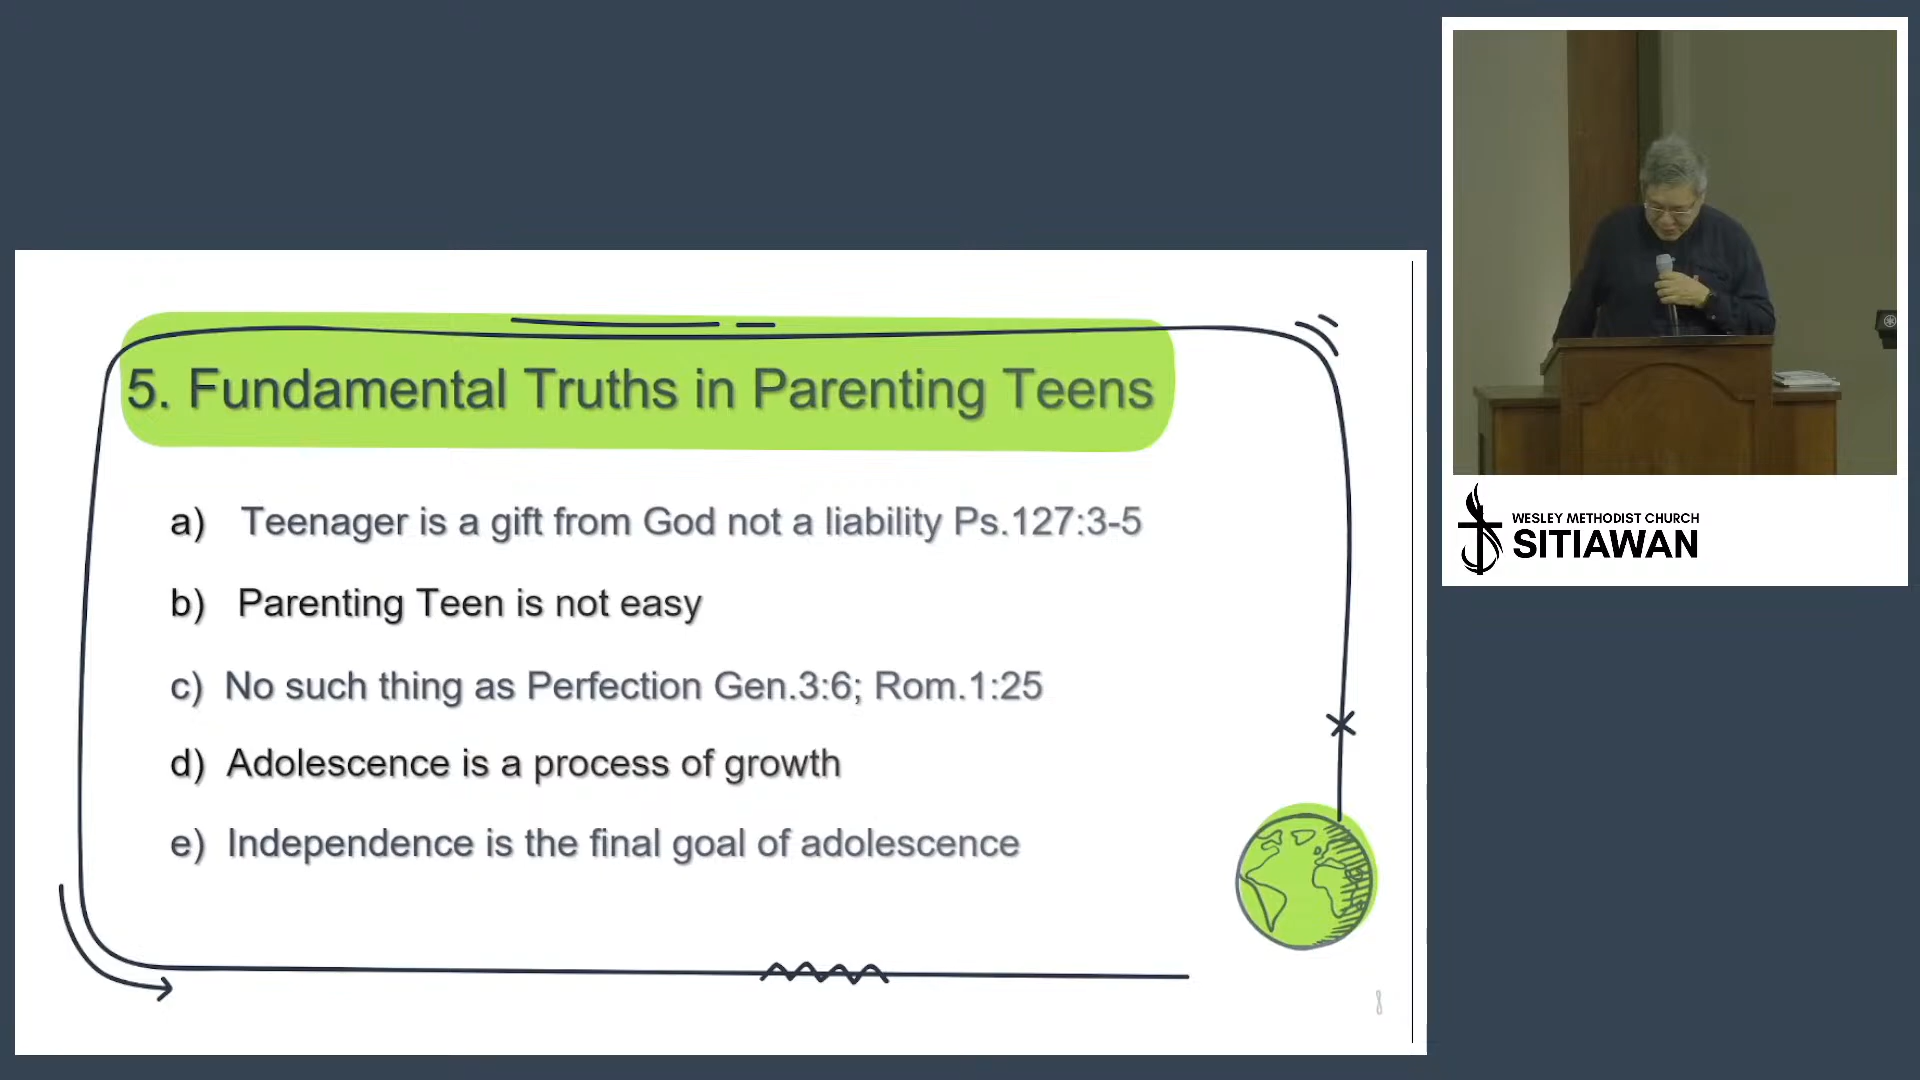 5. Fundamental Truths in Parenting Teens
a) Teenager is a gift from God not a liability Ps.127:3-5
b) Parenting Teen is not easy
c) No such thing as Perfection Gen.3:6; Rom.1:25
d) Adolescence is a process of growth
e) Independence is the final goal of adolescence
8
WESLEY METHODIST CHURCH
SITIAWAN